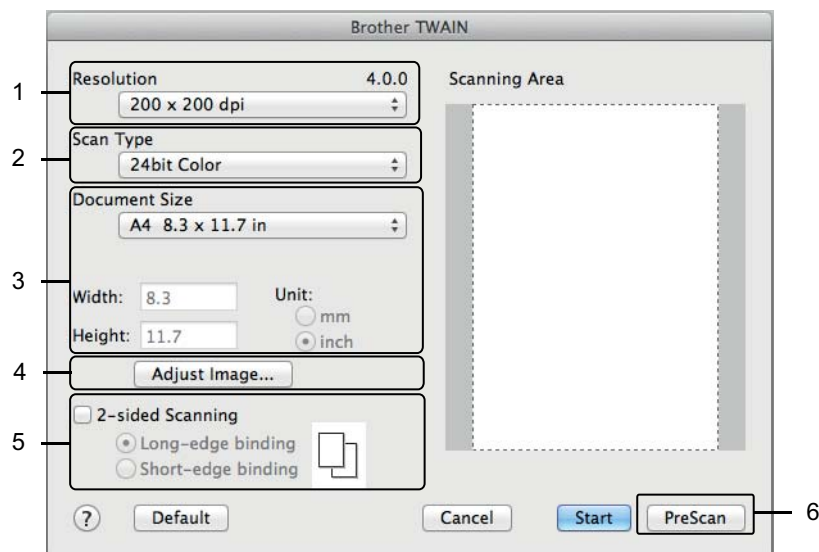 Brother TWAIN
1
Resolution 4.0.0
200 x 200 dpi
2
Scan Type
24bit Color
3
Document Size
A4 8.3 x 11.7 in
Width: 8.3
Height: 11.7
Unit:
mm
inch
4
Adjust Image...
5
2-sided Scanning
Long-edge binding
Short-edge binding
Scanning Area
? Default Cancel Start PreScan
6